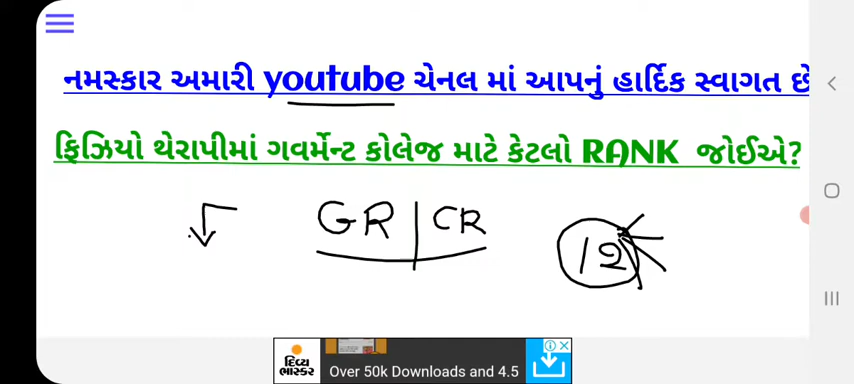 નમસ્કાર અમારી youtube ચેનલ માં આપનું હાર્દિક સ્વાગત છે
ફિઝિયો થેરાપીમાં ગવર્મેન્ટ કોલેજ માટે કેટલો RANK જોઈએ?
GR | CR
12
દિવ્ય ભાસ્કર
Over 50k Downloads and 4.5